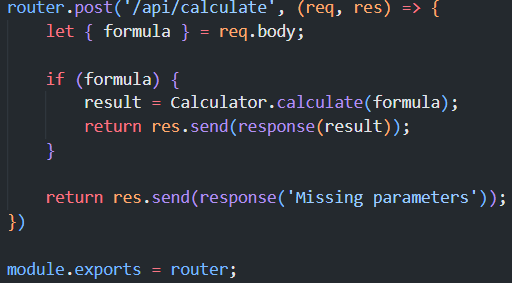 router.post('/api/calculate', (req, res) => {
    let { formula } = req.body;

    if (formula) {
        result = Calculator.calculate(formula);
        return res.send(response(result));
    }

    return res.send(response('Missing parameters'));
})

module.exports = router;